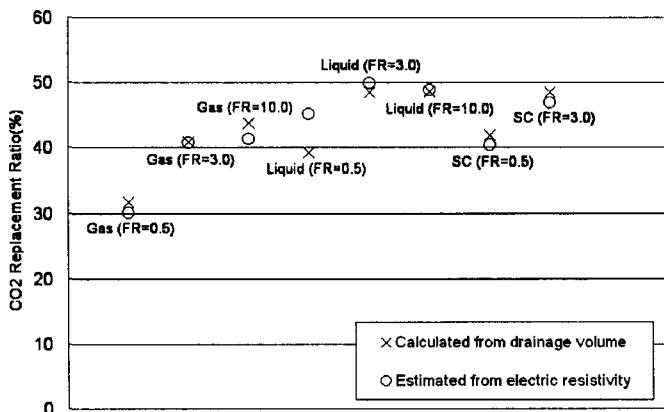 60
50
40
30
20
10
0
CO2 Replacement Ratio(%)
Liquid (FR=3.0)
Gas (FR=10.0)
Liquid (FR=10.0)
SC (FR=3.0)
Gas (FR=3.0)
Liquid (FR=0.5)
SC (FR=0.5)
Gas (FR=0.5)
× Calculated from drainage volume
○ Estimated from electric resistivity